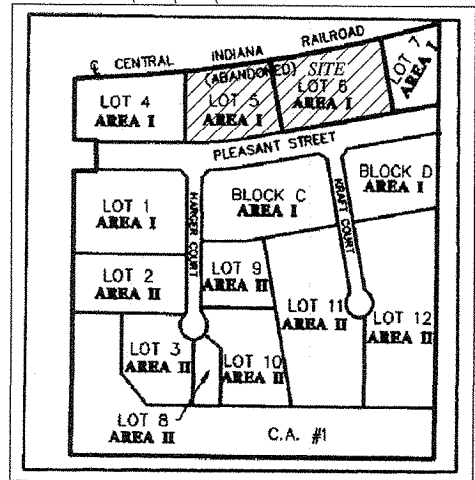 ℄ CENTRAL INDIANA RAILROAD
(ABANDONED)
SITE
LOT 4
AREA I
LOT 5
AREA I
LOT 6
AREA I
LOT 7
AREA I
PLEASANT STREET
LOT 1
AREA I
HARGER COURT
BLOCK C
AREA I
KRAFT COURT
BLOCK D
AREA I
LOT 2
AREA II
LOT 9
AREA II
LOT 11
AREA II
LOT 12
AREA II
LOT 3
AREA II
LOT 10
AREA II
LOT 8
AREA II
C.A. #1